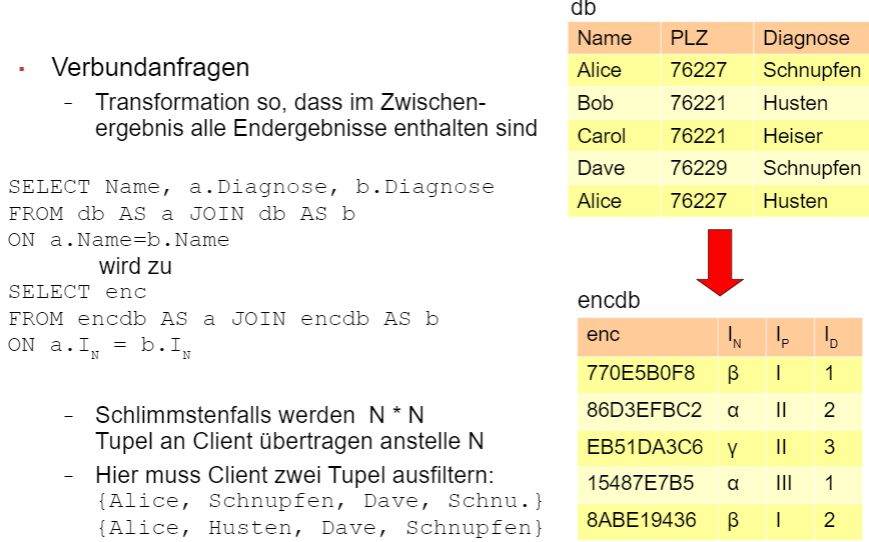 Verbundanfragen
- Transformation so, dass im Zwischen-
ergebnis alle Endergebnisse enthalten sind
SELECT Name, a.Diagnose, b.Diagnose
FROM db AS a JOIN db AS b
ON a.Name=b.Name
wird zu
SELECT enc
FROM encdb AS a JOIN encdb AS b
ON a.I_N = b.I_N
- Schlimmstenfalls werden N * N
Tupel an Client übertragen anstelle N
- Hier muss Client zwei Tupel ausfiltern:
{Alice, Schnupfen, Dave, Schnu.}
{Alice, Husten, Dave, Schnupfen}
db
Name PLZ Diagnose
Alice 76227 Schnupfen
Bob 76221 Husten
Carol 76221 Heiser
Dave 76229 Schnupfen
Alice 76227 Husten
encdb
enc I_N I_P I_D
770E5B0F8 β I 1
86D3EFBC2 α II 2
EB51DA3C6 γ II 3
15487E7B5 α III 1
8ABE19436 β I 2